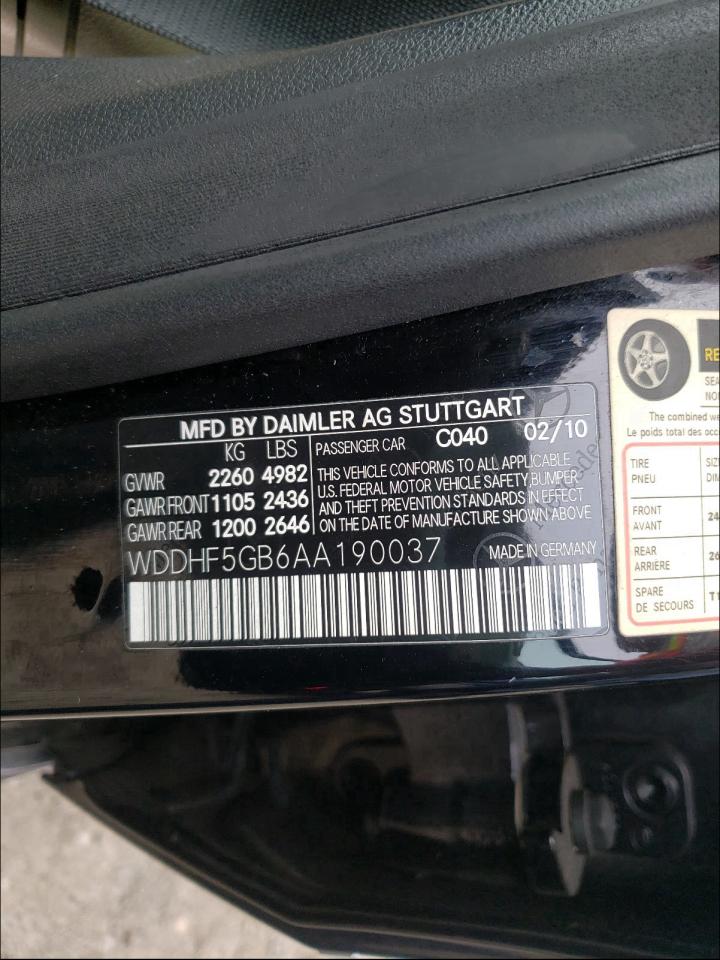 MFD BY DAIMLER AG STUTTGART
KG LBS
GVWR 2260 4982
GAWR FRONT 1105 2436
GAWR REAR 1200 2646
PASSENGER CAR C040 02/10
THIS VEHICLE CONFORMS TO ALL APPLICABLE
U.S. FEDERAL MOTOR VEHICLE SAFETY, BUMPER
AND THEFT PREVENTION STANDARDS IN EFFECT
ON THE DATE OF MANUFACTURE SHOWN ABOVE
WDDHF5GB6AA190037 MADE IN GERMANY
The combined we
Le poids total des occ
TIRE
PNEU
FRONT
AVANT
REAR
ARRIERE
SPARE
DE SECOURS